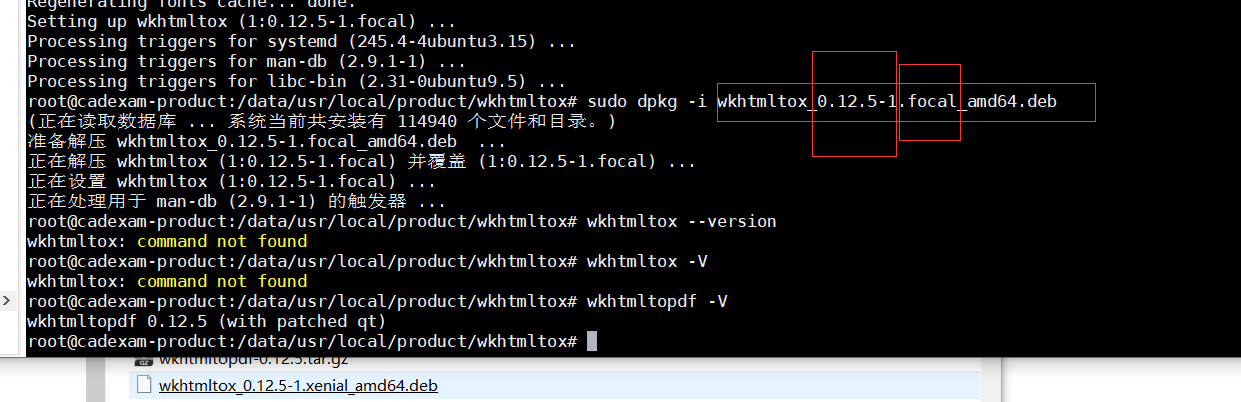 Regenerating fonts cache... done.
Setting up wkhtmltox (1:0.12.5-1.focal) ...
Processing triggers for systemd (245.4-4ubuntu3.15) ...
Processing triggers for man-db (2.9.1-1) ...
Processing triggers for libc-bin (2.31-0ubuntu9.5) ...
root@cadexam-product:/data/usr/local/product/wkhtmltox# sudo dpkg -i wkhtmltox_0.12.5-1.focal_amd64.deb
(正在读取数据库 ... 系统当前共安装有 114940 个文件和目录。)
准备解压 wkhtmltox_0.12.5-1.focal_amd64.deb  ...
正在解压 wkhtmltox (1:0.12.5-1.focal) 并覆盖 (1:0.12.5-1.focal) ...
正在设置 wkhtmltox (1:0.12.5-1.focal) ...
正在处理用于 man-db (2.9.1-1) 的触发器 ...
root@cadexam-product:/data/usr/local/product/wkhtmltox# wkhtmltox --version
wkhtmltox: command not found
root@cadexam-product:/data/usr/local/product/wkhtmltox# wkhtmltox -V
wkhtmltox: command not found
root@cadexam-product:/data/usr/local/product/wkhtmltox# wkhtmltopdf -V
wkhtmltopdf 0.12.5 (with patched qt)
root@cadexam-product:/data/usr/local/product/wkhtmltox#
GZ wkhtmltopdf-0.12.5.tar.gz
wkhtmltox_0.12.5-1.xenial_amd64.deb